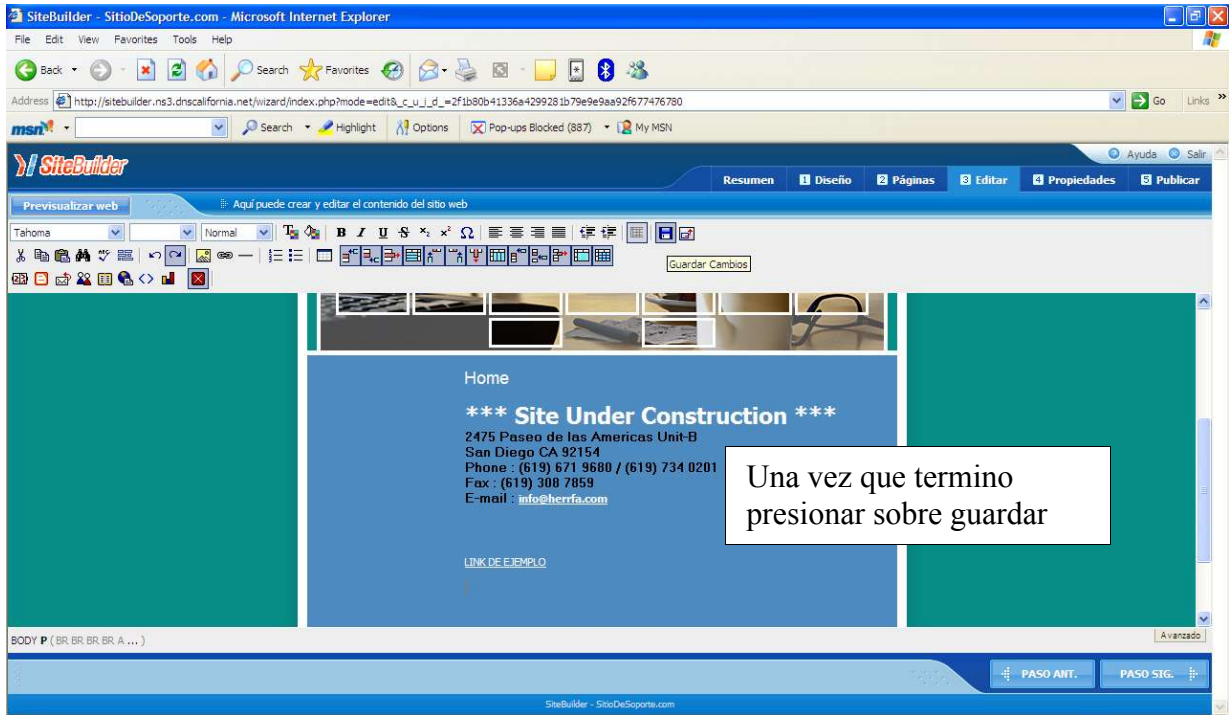 SiteBuilder - SitioDeSoporte.com - Microsoft Internet Explorer
File Edit View Favorites Tools Help
Back Search Favorites
Address http://sitebuilder.ns3.dnscalifornia.net/wizard/index.php?mode=edit&_c_u_i_d_=2f1b80b41336a4299281b79e9e9aa92f677476780 Go Links »
msn Search Highlight Options Pop-ups Blocked (887) My MSN
SiteBuilder
Ayuda Salir
Resumen 1 Diseño 2 Páginas 3 Editar 4 Propiedades 5 Publicar
Previsualizar web Aquí puede crear y editar el contenido del sitio web
Tahoma Normal B I U S x₂ x² Ω
Guardar Cambios
Home
*** Site Under Construction ***
2475 Paseo de las Americas Unit-B
San Diego CA 92154
Phone : (619) 671 9680 / (619) 734 0201
Fax : (619) 308 7859
E-mail : info@herrfa.com
Una vez que termino
presionar sobre guardar
LINK DE EJEMPLO
BODY P ( BR BR BR BR A ... )
Avanzado
PASO ANT. PASO SIG.
SiteBuilder - SitioDeSoporte.com